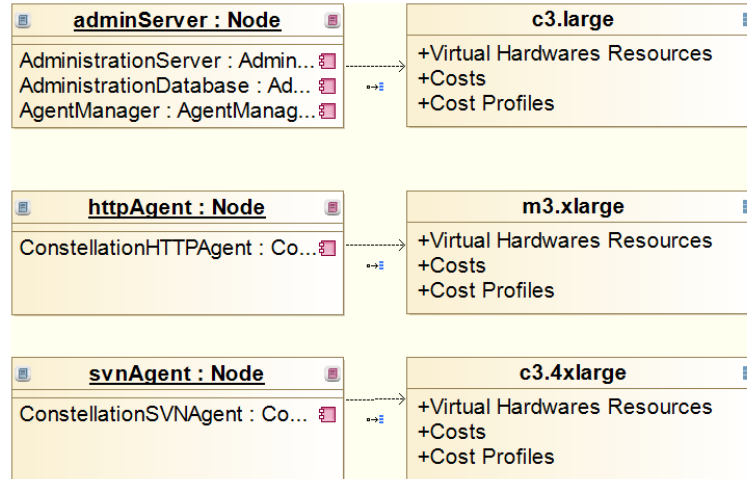 adminServer : Node
AdministrationServer : Admin...
AdministrationDatabase : Ad...
AgentManager : AgentManag...
c3.large
+Virtual Hardwares Resources
+Costs
+Cost Profiles
httpAgent : Node
ConstellationHTTPAgent : Co...
m3.xlarge
+Virtual Hardwares Resources
+Costs
+Cost Profiles
svnAgent : Node
ConstellationSVNAgent : Co...
c3.4xlarge
+Virtual Hardwares Resources
+Costs
+Cost Profiles